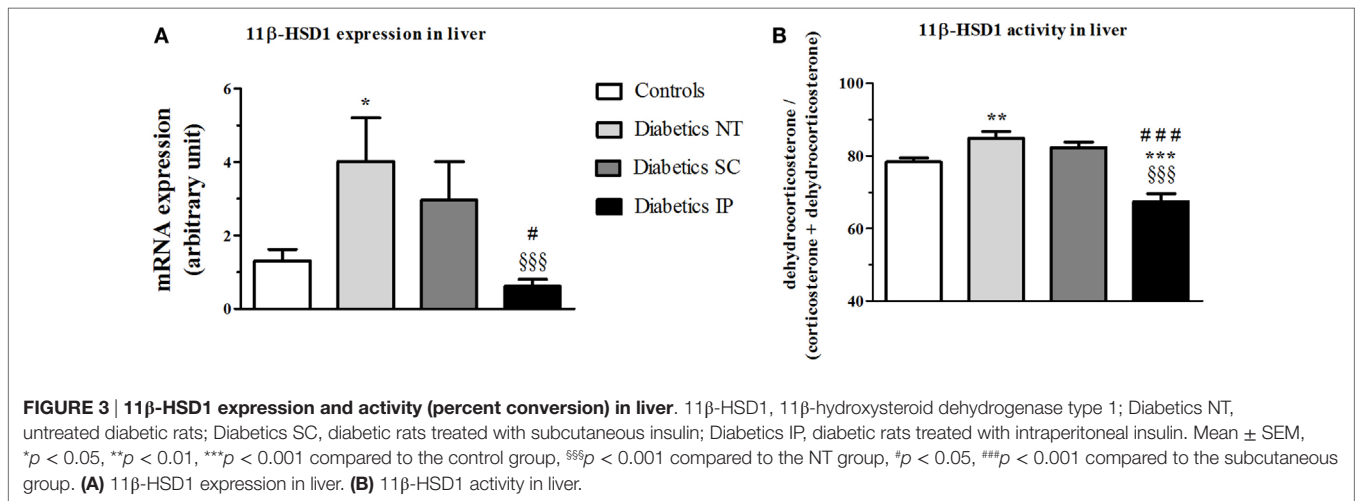 A
11β-HSD1 expression in liver
mRNA expression
(arbitrary unit)
6
4
2
0
*
#
§§§
Controls
Diabetics NT
Diabetics SC
Diabetics IP
B
11β-HSD1 activity in liver
dehydrocorticosterone /
(corticosterone + dehydrocorticosterone)
100
80
60
40
**
###
***
§§§
FIGURE 3 | 11β-HSD1 expression and activity (percent conversion) in liver. 11β-HSD1, 11β-hydroxysteroid dehydrogenase type 1; Diabetics NT,
untreated diabetic rats; Diabetics SC, diabetic rats treated with subcutaneous insulin; Diabetics IP, diabetic rats treated with intraperitoneal insulin. Mean ± SEM,
*p < 0.05, **p < 0.01, ***p < 0.001 compared to the control group, §§§p < 0.001 compared to the NT group, #p < 0.05, ###p < 0.001 compared to the subcutaneous
group. (A) 11β-HSD1 expression in liver. (B) 11β-HSD1 activity in liver.